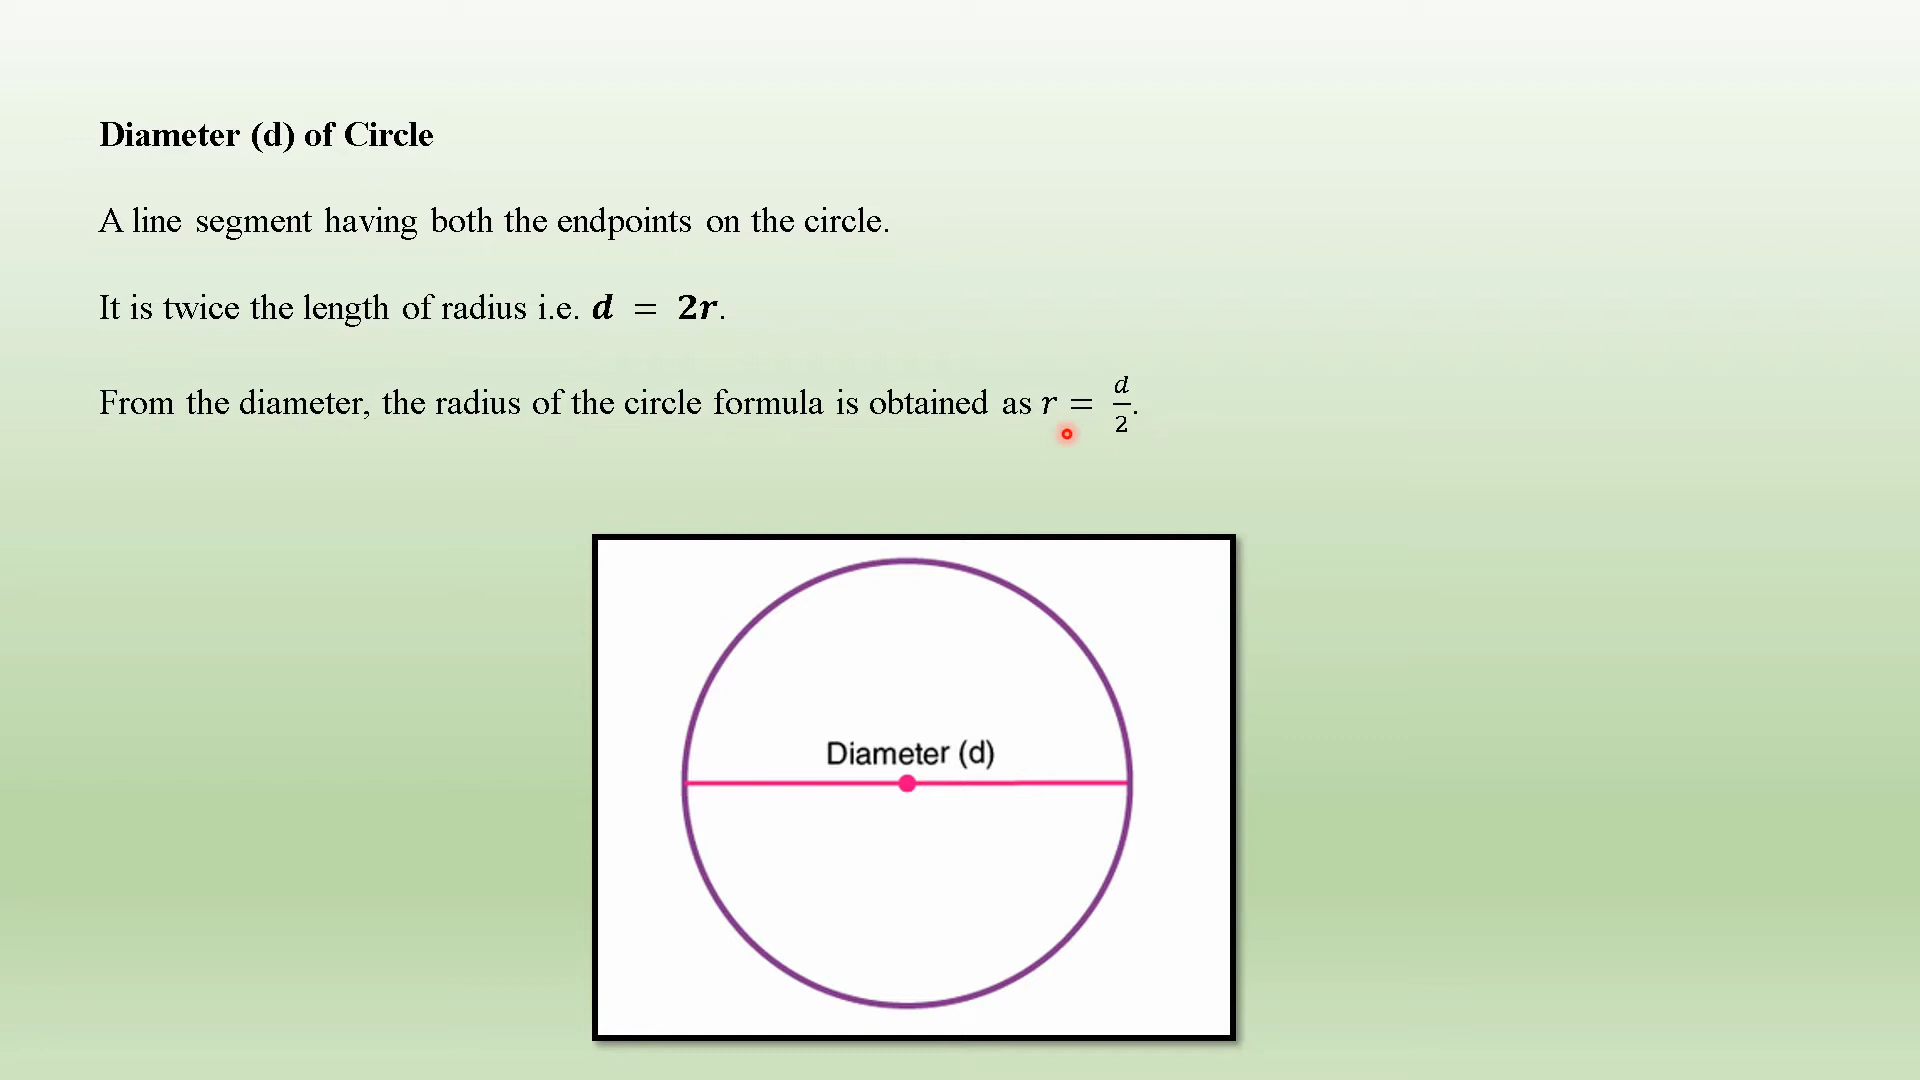 Diameter (d) of Circle
A line segment having both the endpoints on the circle.
It is twice the length of radius i.e. d = 2r.
From the diameter, the radius of the circle formula is obtained as r = d/2.
Diameter (d)